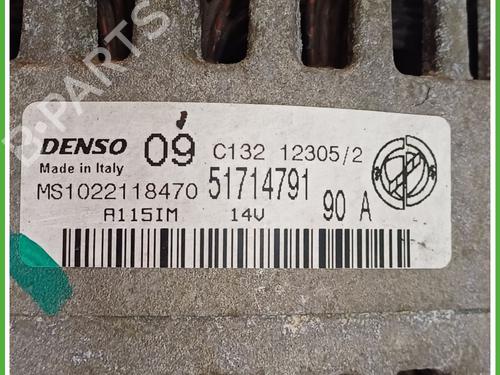 B-PARTS
DENSO 09 C132 12305/2
Made in Italy
MS1022118470 51714791 90 A
A115IM 14V